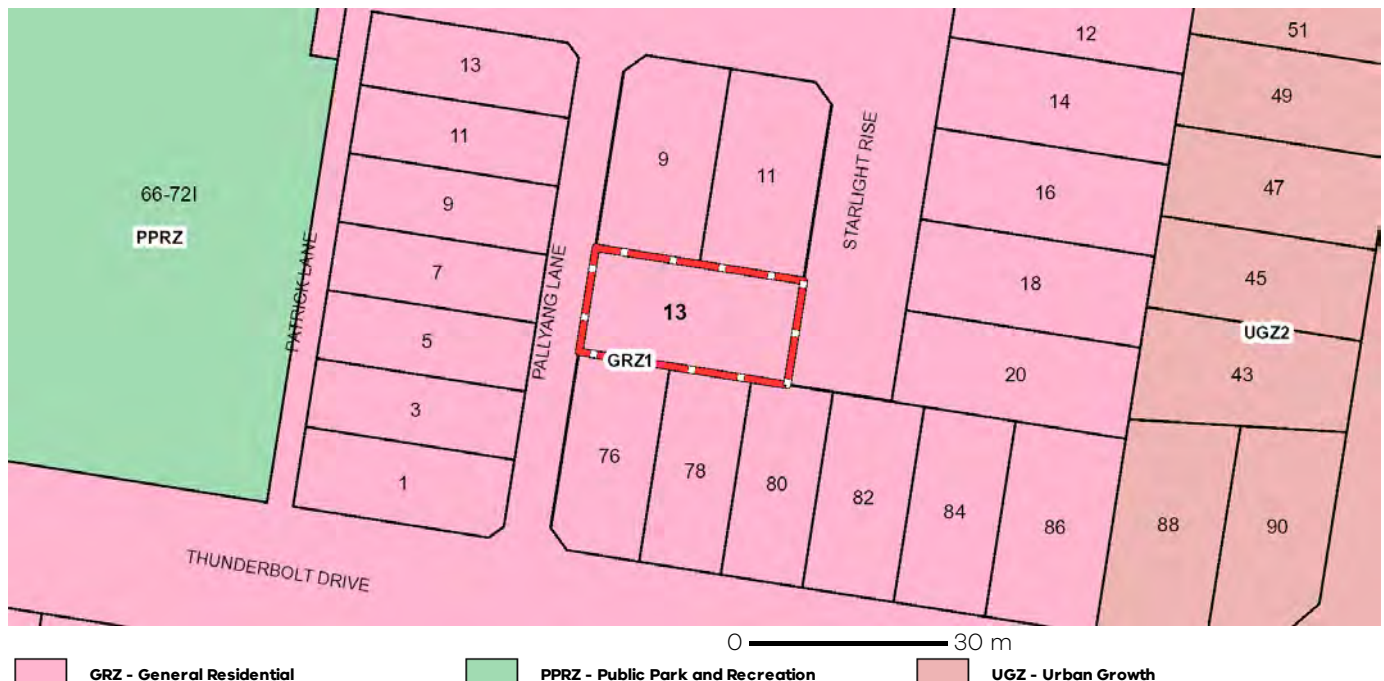 51
12
49
14
13
11
47
9
16
11
66-72I
PPRZ
9
STARLIGHT RISE
45
18
7
PATRICK LANE
PALLYANG LANE
13
UGZ2
5
GRZ1
20
43
3
76
78
80
82
84
86
88
90
1
THUNDERBOLT DRIVE
0 30 m
GRZ - General Residential
PPRZ - Public Park and Recreation
UGZ - Urban Growth